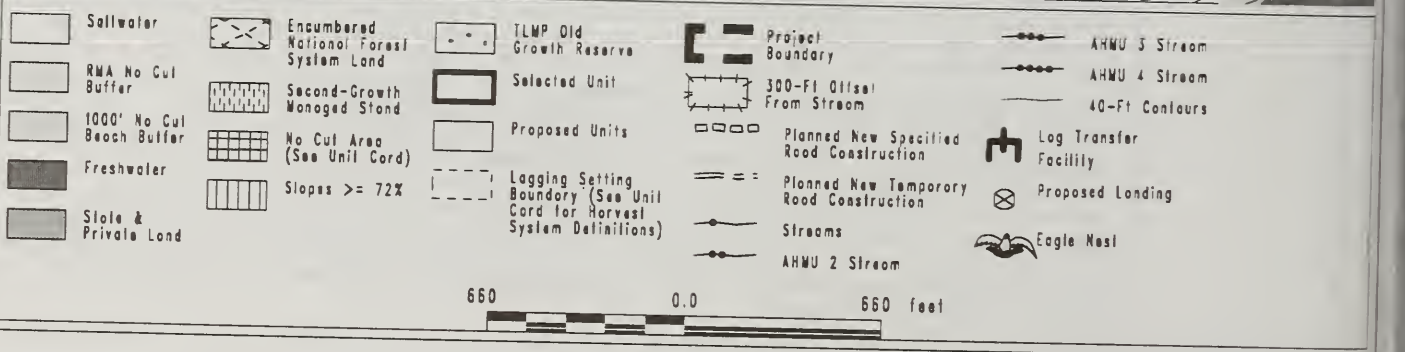 Saltwater
RMA No Cut
Buffer
1000' No Cut
Beach Buffer
Freshwater
State &
Private Land
Encumbered
National Forest
System Land
Second-Growth
Managed Stand
No Cut Area
(See Unit Card)
Slopes >= 72%
TLMP Old
Growth Reserve
Selected Unit
Proposed Units
Logging Setting
Boundary (See Unit
Card for Harvest
System Definitions)
Project
Boundary
300-Ft Offset
From Stream
Planned New Specified
Road Construction
Planned New Temporary
Road Construction
Streams
AHMU 2 Stream
AHMU 3 Stream
AHMU 4 Stream
40-Ft Contours
Log Transfer
Facility
Proposed Landing
Eagle Nest
660 0.0 660 feet